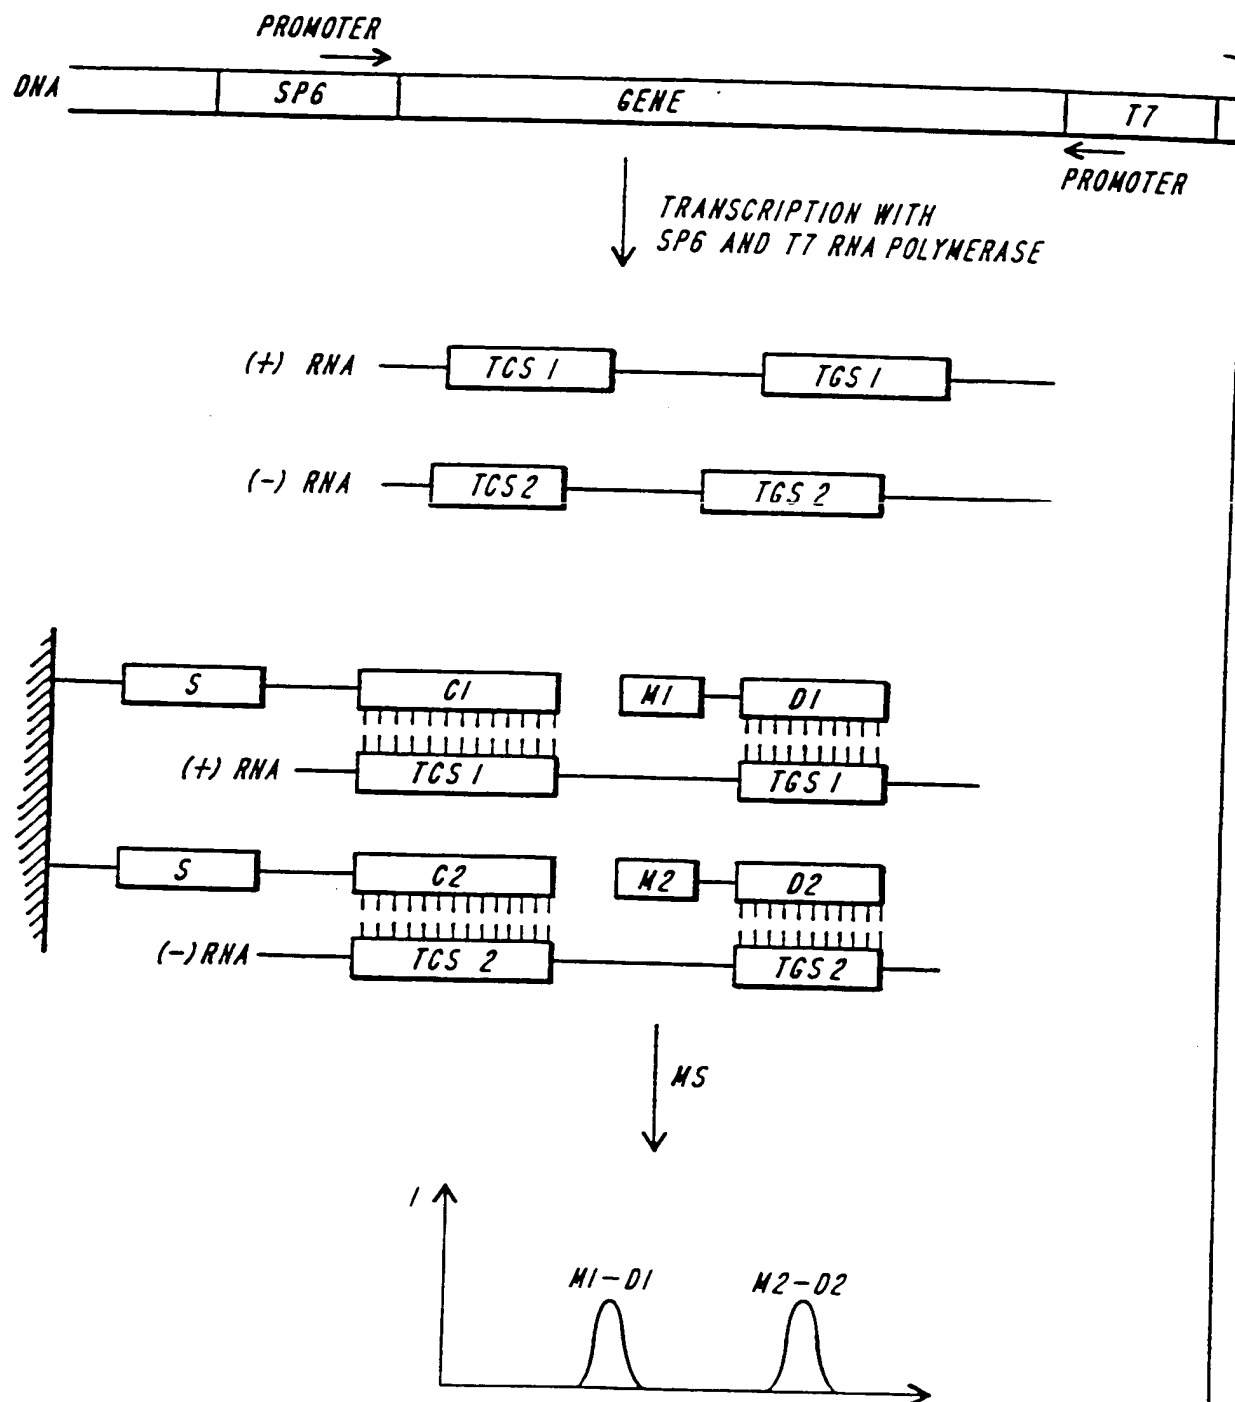 PROMOTER
DNA SP6 GENE T7
PROMOTER
TRANSCRIPTION WITH
SP6 AND T7 RNA POLYMERASE
(+) RNA TCS 1 TGS 1
(-) RNA TCS2 TGS 2
S C1 M1 D1
(+) RNA TCS 1 TGS 1
S C2 M2 D2
(-) RNA TCS 2 TGS 2
MS
I
M1-D1 M2-D2